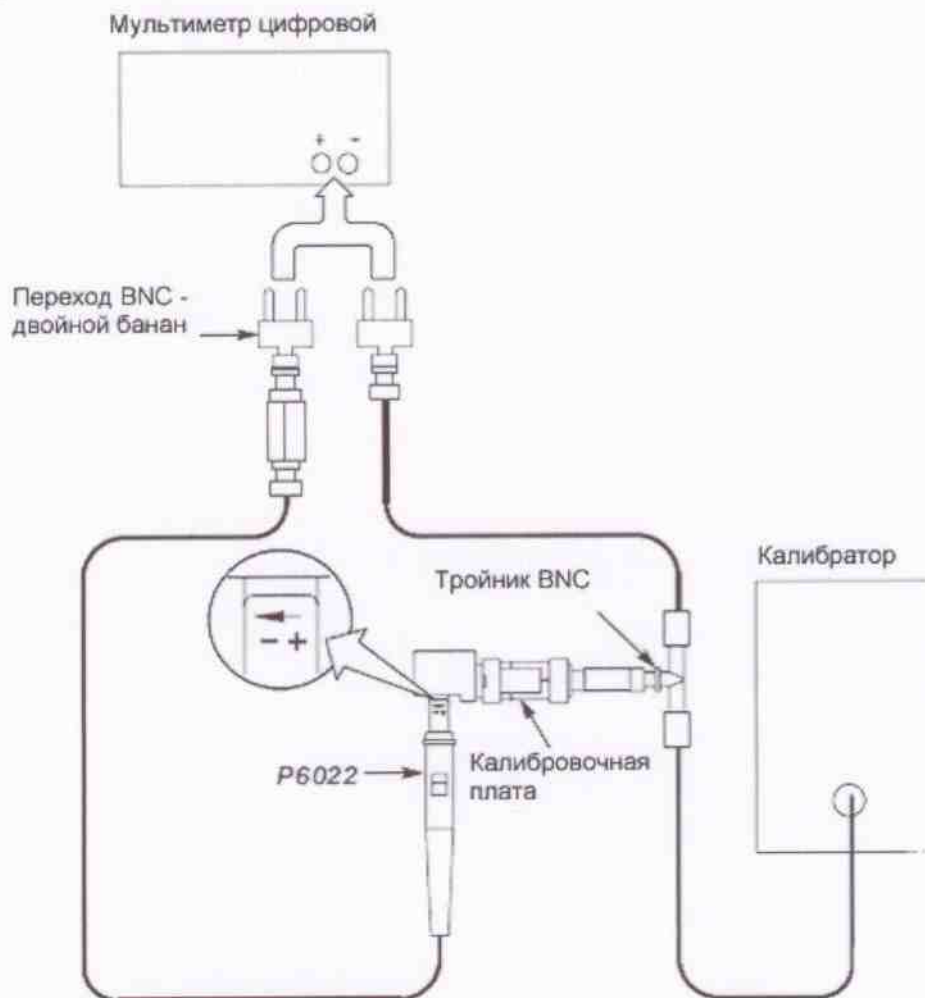 Мультиметр цифровой
+ -
Переход BNC -
двойной банан
Калибратор
Тройник BNC
- +
P6022
Калибровочная
плата